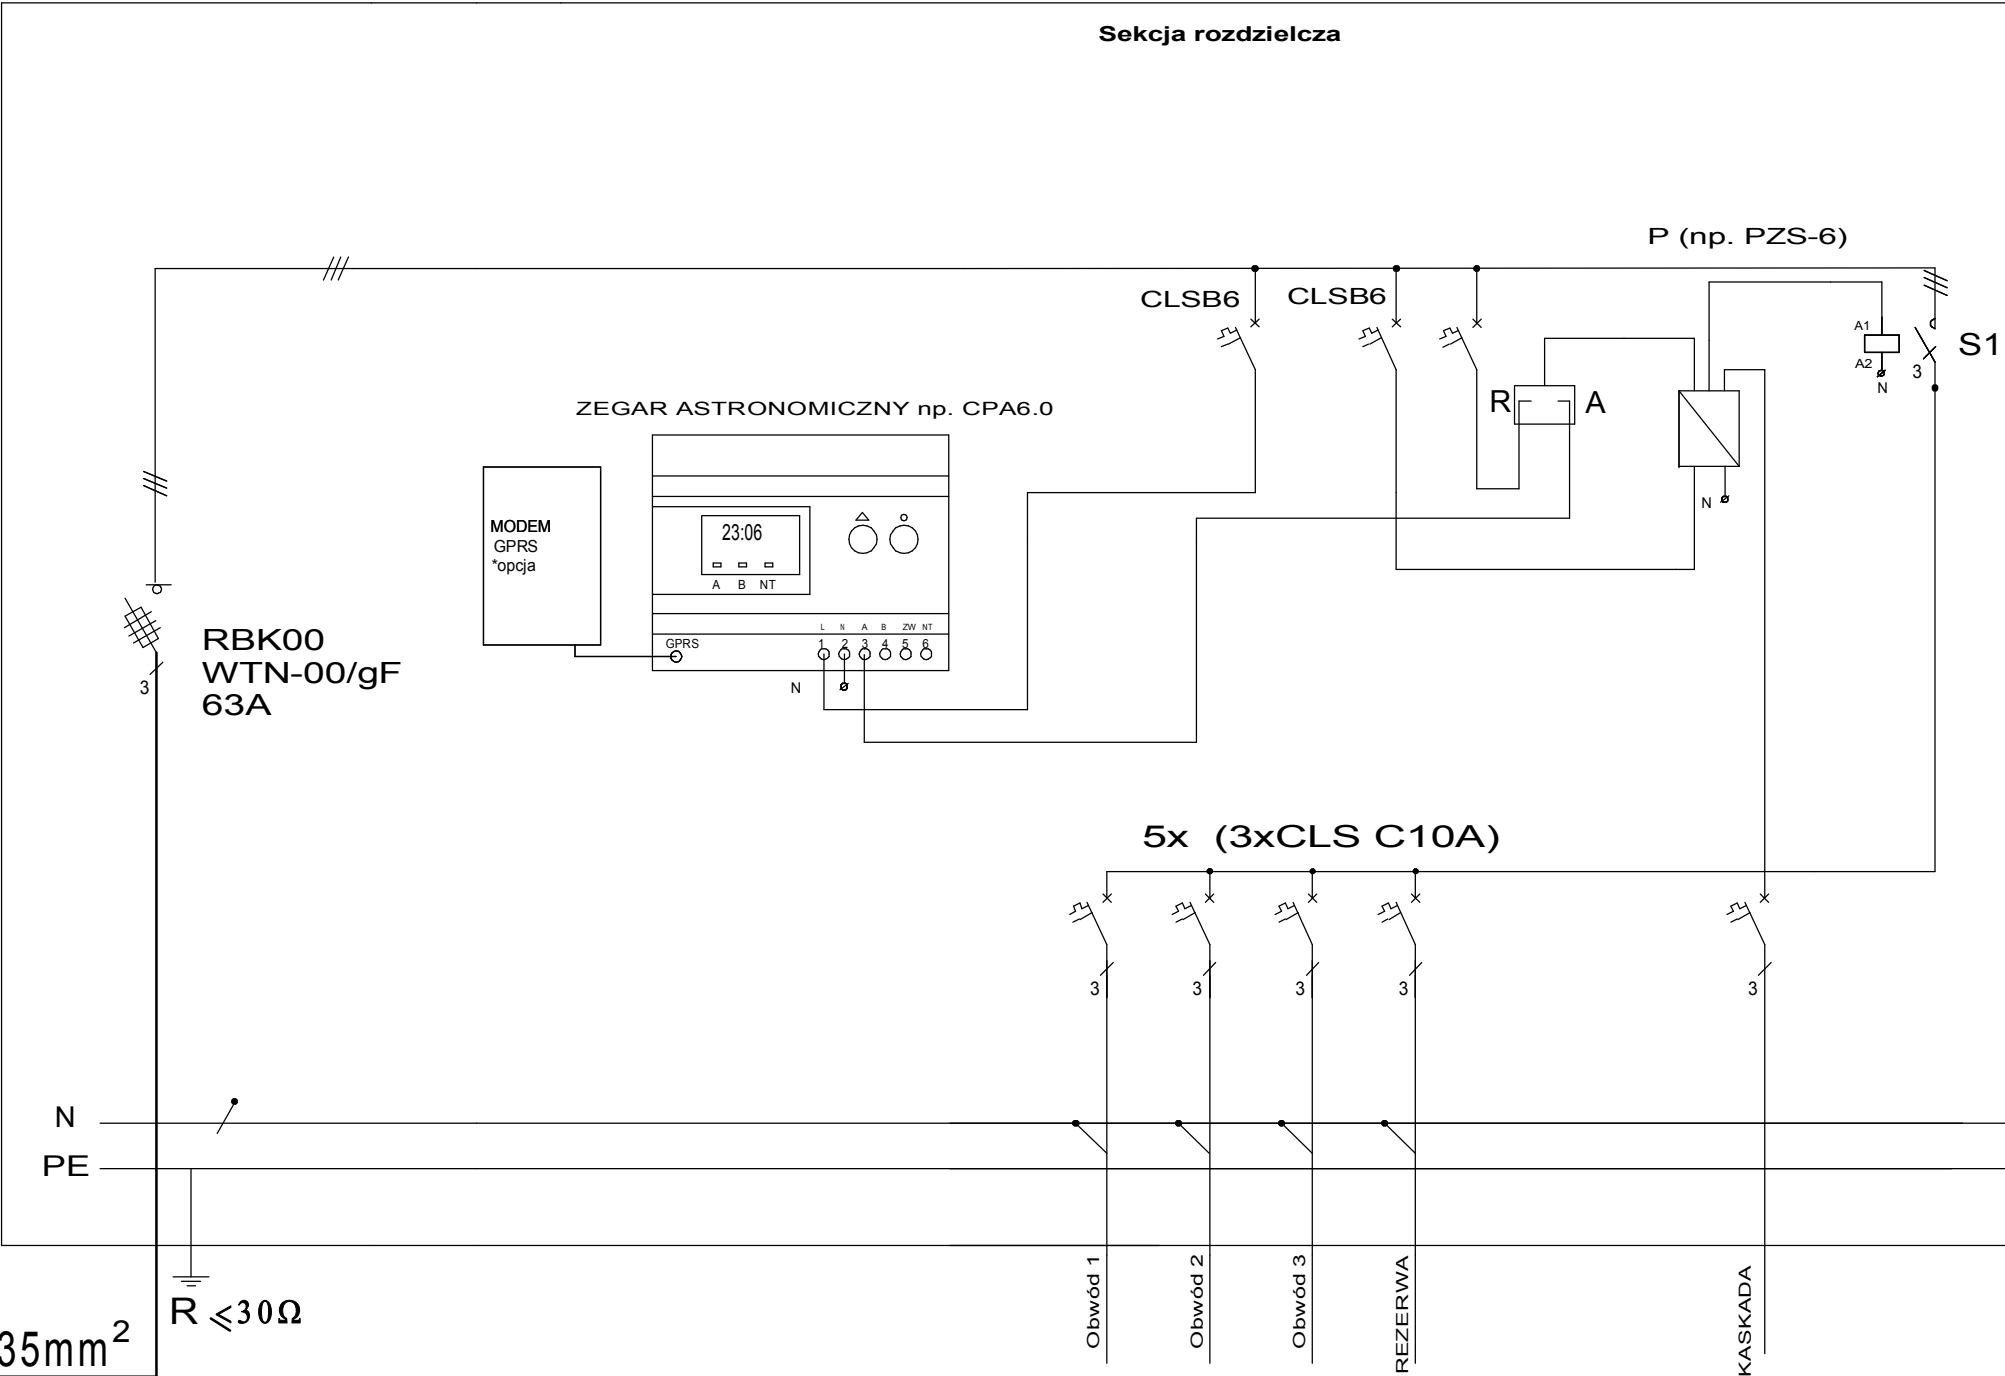 Sekcja rozdzielcza
P (np. PZS-6)
CLSB6
CLSB6
A1
A2
N
3
S1
R
A
N
ZEGAR ASTRONOMICZNY np. CPA6.0
MODEM
GPRS
*opcja
23:06
A B NT
L N A B ZW NT
GPRS
1 2 3 4 5 6
N
RBK00
WTN-00/gF
63A
3
5x (3xCLS C10A)
3
3
3
3
3
N
PE
R ⩽30Ω
35mm²
Obwód 1
Obwód 2
Obwód 3
REZERWA
KASKADA